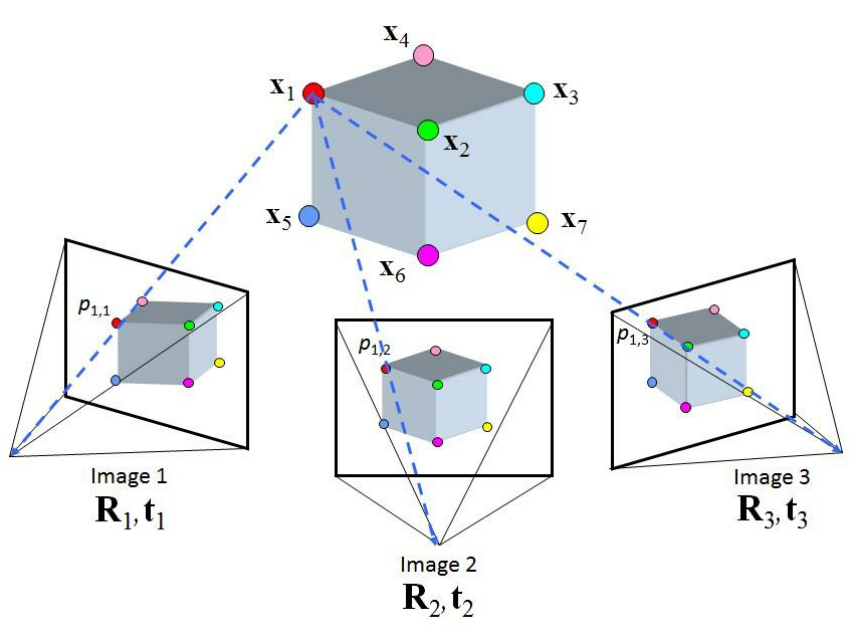 x4
x1
x3
x2
x5
x7
x6
p1,1
p1,2
p1,3
Image 1
R1, t1
Image 2
R2, t2
Image 3
R3, t3